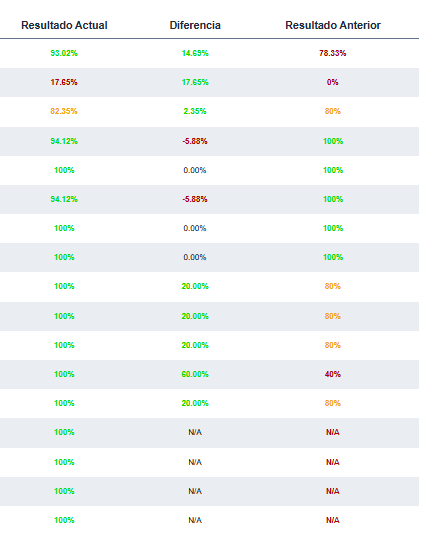 Resultado Actual Diferencia Resultado Anterior
93.02% 14.69% 78.33%
17.65% 17.65% 0%
82.35% 2.35% 80%
94.12% -5.88% 100%
100% 0.00% 100%
94.12% -5.88% 100%
100% 0.00% 100%
100% 0.00% 100%
100% 20.00% 80%
100% 20.00% 80%
100% 20.00% 80%
100% 60.00% 40%
100% 20.00% 80%
100% N/A N/A
100% N/A N/A
100% N/A N/A
100% N/A N/A